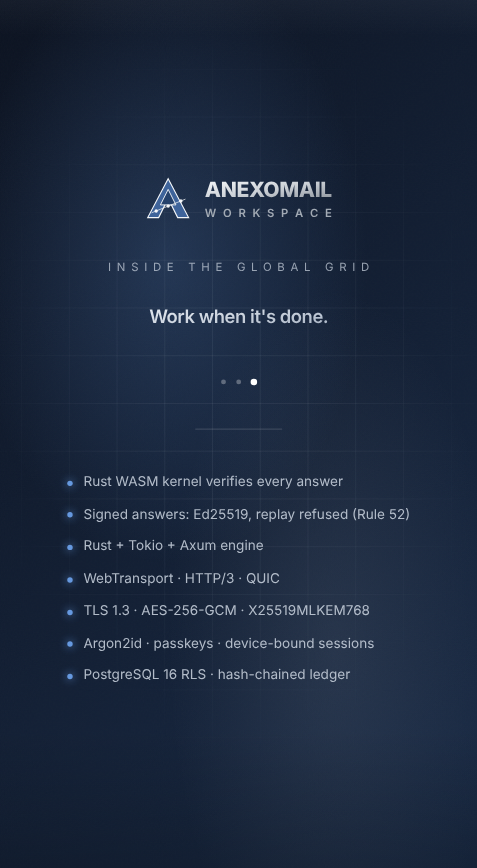 ANEXOMAIL
WORKSPACE
INSIDE THE GLOBAL GRID
Work when it's done.
Rust WASM kernel verifies every answer
Signed answers: Ed25519, replay refused (Rule 52)
Rust + Tokio + Axum engine
WebTransport · HTTP/3 · QUIC
TLS 1.3 · AES-256-GCM · X25519MLKEM768
Argon2id · passkeys · device-bound sessions
PostgreSQL 16 RLS · hash-chained ledger